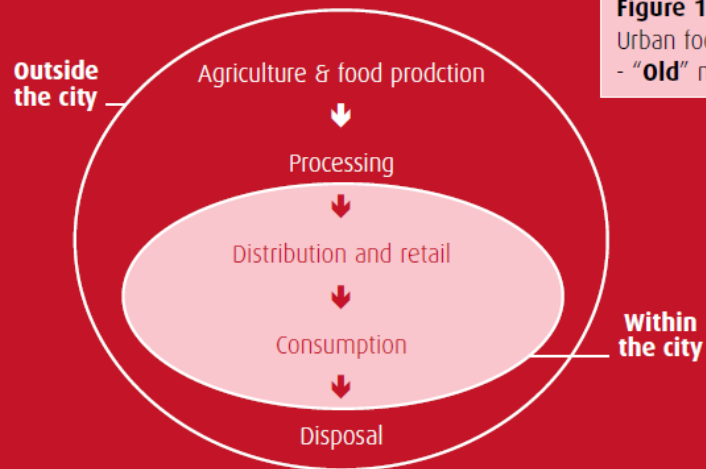 Figure 1
Urban foo
- “Old” r
Outside
the city
Agriculture & food prodction
Processing
Distribution and retail
Consumption
Within
the city
Disposal